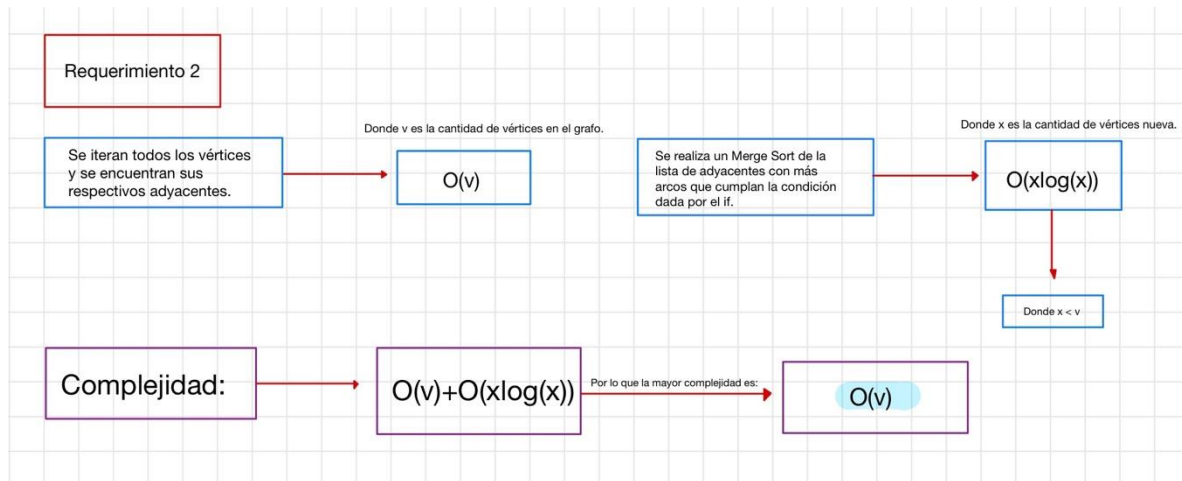 Requerimiento 2
Donde v es la cantidad de vértices en el grafo.
Se iteran todos los vértices
y se encuentran sus
respectivos adyacentes.
O(v)
Donde x es la cantidad de vértices nueva.
Se realiza un Merge Sort de la
lista de adyacentes con más
arcos que cumplan la condición
dada por el if.
O(xlog(x))
Donde x < v
Complejidad:
O(v)+O(xlog(x))
Por lo que la mayor complejidad es:
O(v)